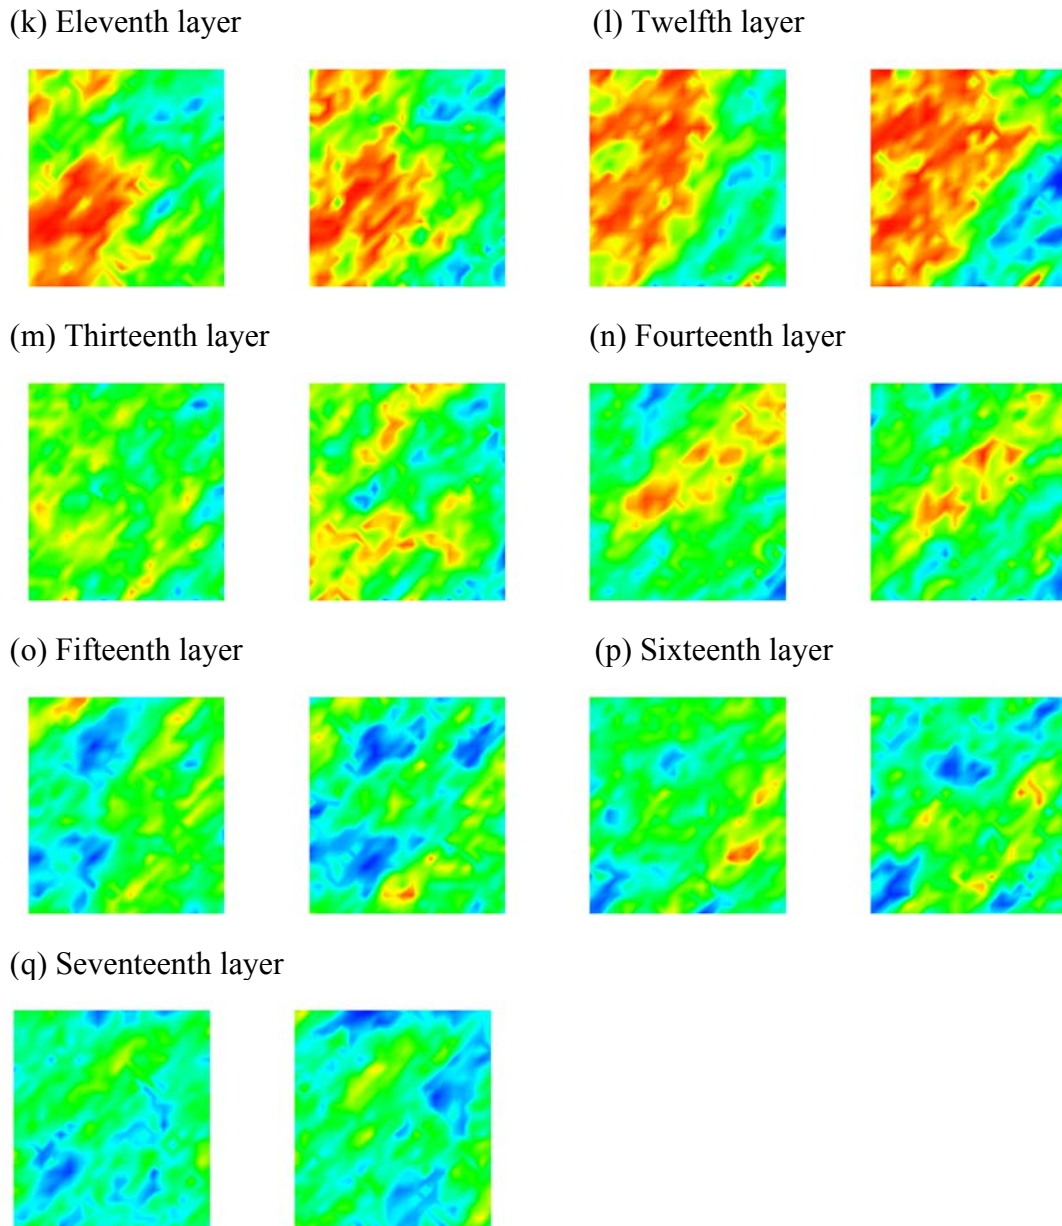 (k) Eleventh layer
(l) Twelfth layer
(m) Thirteenth layer
(n) Fourteenth layer
(o) Fifteenth layer
(p) Sixteenth layer
(q) Seventeenth layer